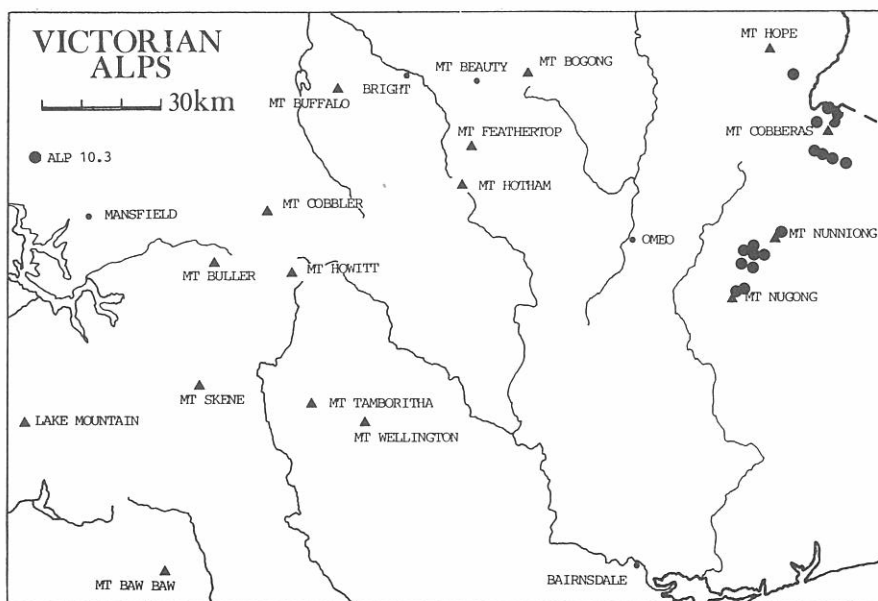 VICTORIAN
ALPS
30km
ALP 10.3
MT HOPE
MT BEAUTY
MT BOGONG
BRIGHT
MT BUFFALO
MT FEATHERTOP
MT COBBERAS
MT HOTHAM
MT COBBLER
MANSFIELD
OMEO
MT NUNNIONG
MT BULLER
MT HOWITT
MT NUGONG
MT SKENE
MT TAMBORITHA
LAKE MOUNTAIN
MT WELLINGTON
MT BAW BAW
BAIRNSDALE